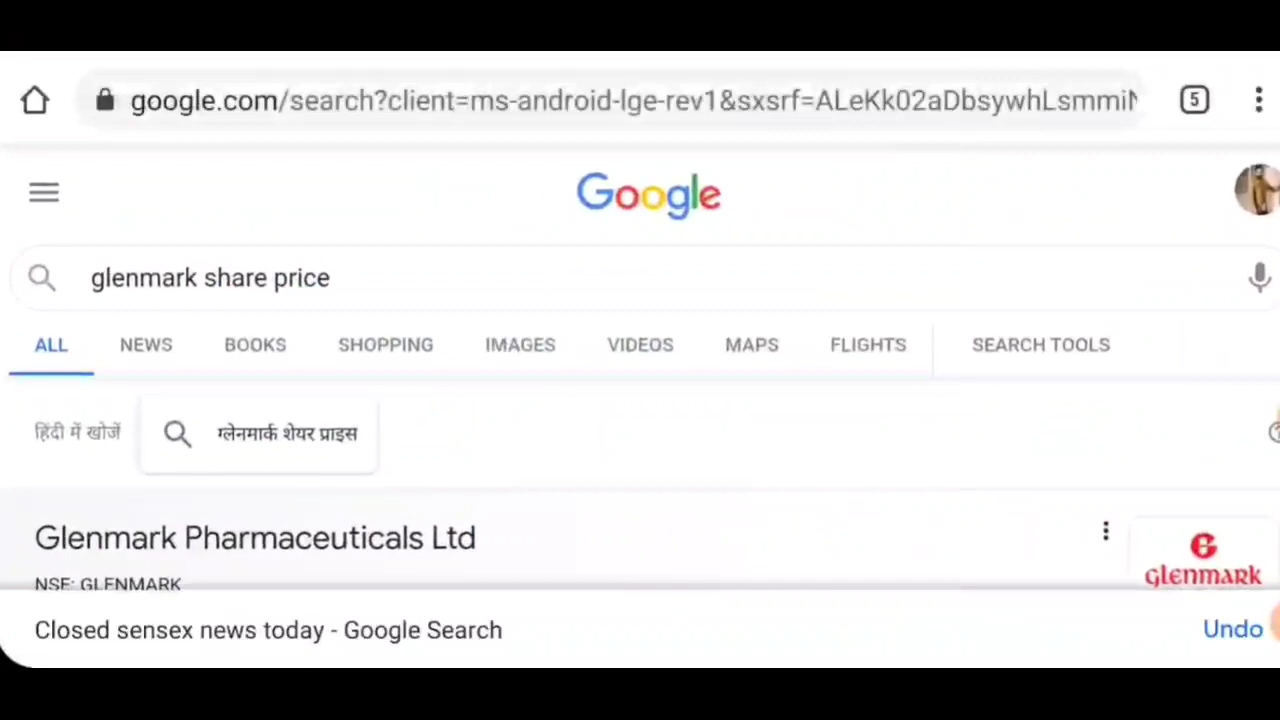 google.com/search?client=ms-android-lge-rev1&sxsrf=ALeKk02aDbsywhLsmmiN
5
Google
glenmark share price
ALL NEWS BOOKS SHOPPING IMAGES VIDEOS MAPS FLIGHTS SEARCH TOOLS
हिंदी में खोजें ग्लेनमार्क शेयर प्राइस
Glenmark Pharmaceuticals Ltd
glenmark
NSE: GLENMARK
Closed sensex news today - Google Search Undo